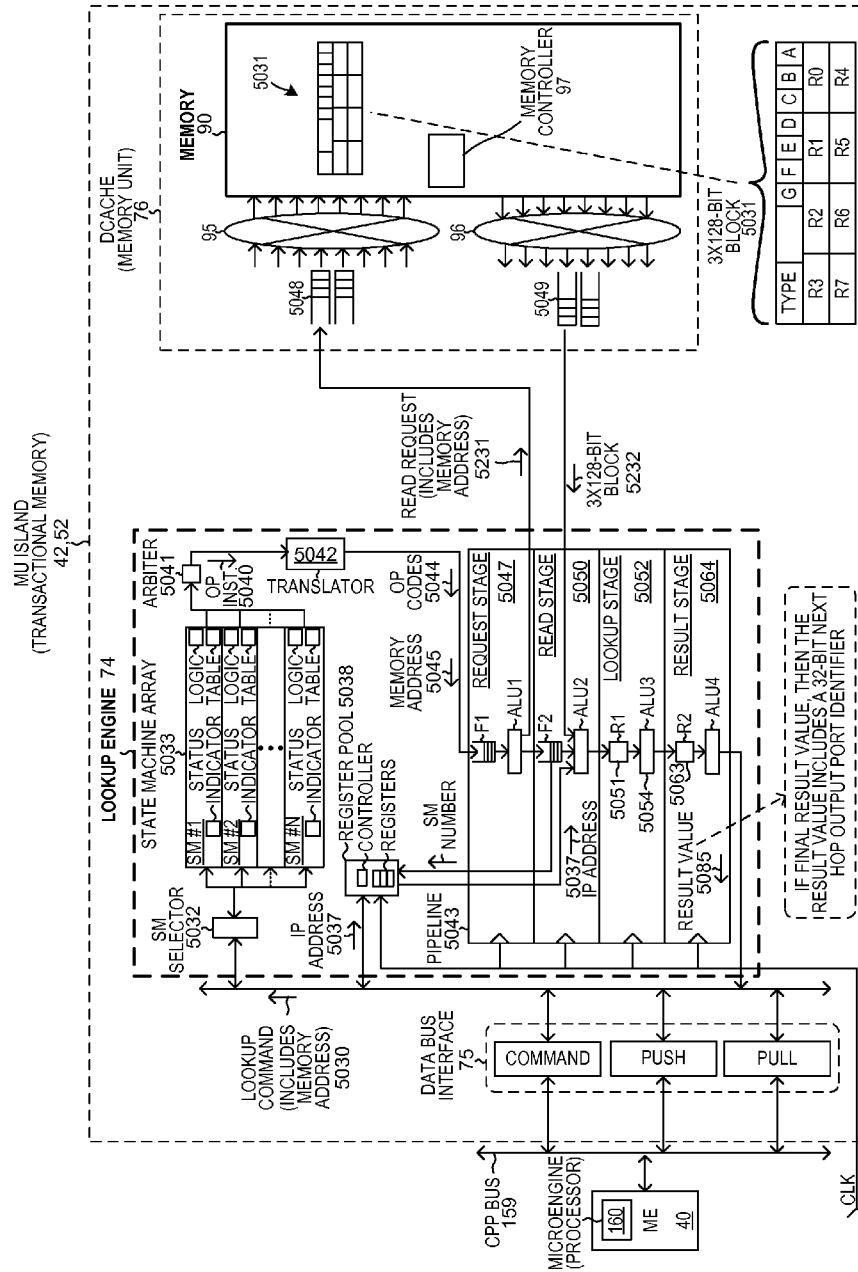 MU ISLAND
(TRANSACTIONAL MEMORY)
42,52
LOOKUP ENGINE 74
DCACHE
(MEMORY UNIT)
76
STATE MACHINE ARRAY
5033
SM #1
STATUS
INDICATOR
LOGIC
TABLE
SM #2
STATUS
INDICATOR
LOGIC
TABLE
SM #N
STATUS
INDICATOR
LOGIC
TABLE
SM
SELECTOR
5032
ARBITER
5041
OP
INST.
5040
5042
TRANSLATOR
OP
CODES
5044
MEMORY
ADDRESS
5045
IP
ADDRESS
5037
REGISTER POOL 5038
CONTROLLER
REGISTERS
SM
NUMBER
PIPELINE
5043
F1
REQUEST STAGE
5047
ALU1
F2
READ STAGE
5050
ALU2
5037
IP ADDRESS
R1
5051
LOOKUP STAGE
5052
5054
ALU3
5063
R2
RESULT STAGE
5064
ALU4
RESULT VALUE
5085
IF FINAL RESULT VALUE, THEN THE
RESULT VALUE INCLUDES A 32-BIT NEXT
HOP OUTPUT PORT IDENTIFIER
READ REQUEST
(INCLUDES
MEMORY
ADDRESS)
5231
3X128-BIT
BLOCK
5232
5048
5049
95
96
MEMORY
90
5031
MEMORY
CONTROLLER
97
3X128-BIT
BLOCK
5031
TYPE G F E D C B A
R3 R2 R1 R0
R7 R6 R5 R4
LOOKUP
COMMAND
(INCLUDES
MEMORY
ADDRESS)
5030
DATA BUS
INTERFACE
75
COMMAND
PUSH
PULL
CPP BUS
159
MICROENGINE
(PROCESSOR)
160
ME
40
CLK